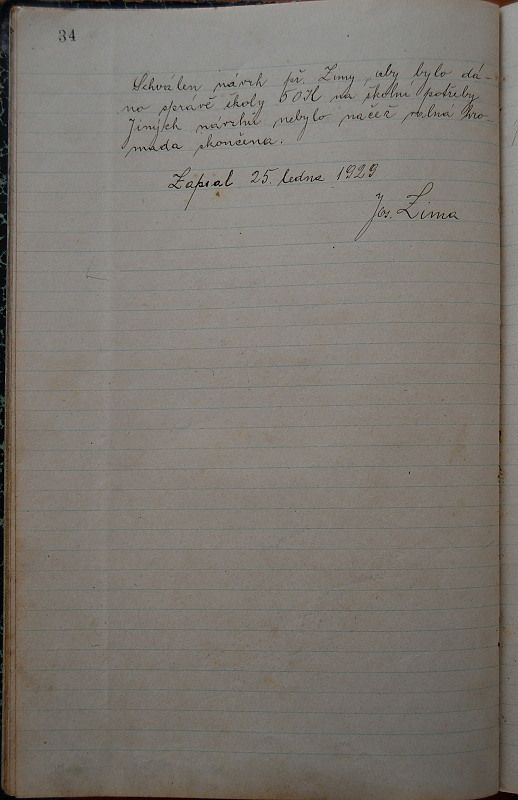 34
Schválen návrh př. Zimy, aby bylo dá-
no správě školy 50 Kč na školní potřeby
Jiných návrhů nebylo načež valná hro-
mada skončena.
Zapsal 25. ledna 1929
Jos. Zima